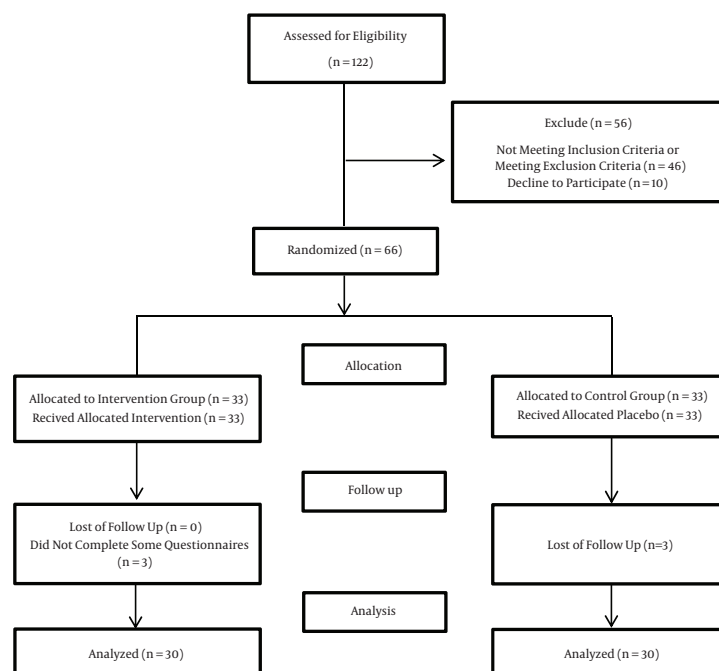 Assessed for Eligibility
(n = 122)
Exclude (n = 56)
Not Meeting Inclusion Criteria or
Meeting Exclusion Criteria (n = 46)
Decline to Participate (n = 10)
Randomized (n = 66)
Allocation
Allocated to Intervention Group (n = 33)
Recived Allocated Intervention (n = 33)
Allocated to Control Group (n = 33)
Recived Allocated Placebo (n = 33)
Follow up
Lost of Follow Up (n = 0)
Did Not Complete Some Questionnaires
(n = 3)
Lost of Follow Up (n=3)
Analysis
Analyzed (n = 30)
Analyzed (n = 30)